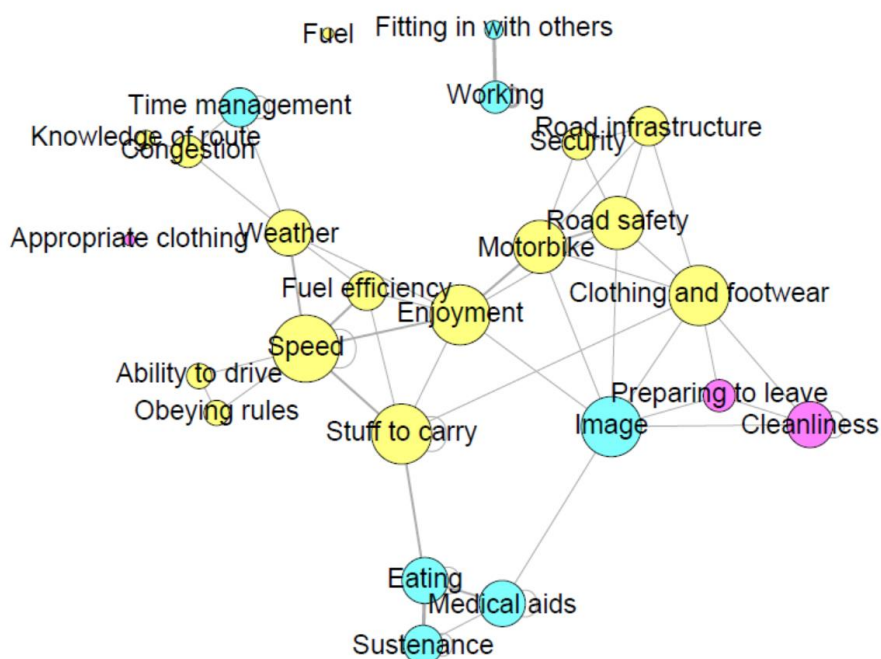 Fuel
Fitting in with others
Time management
Working
Knowledge of route
Congestion
Road infrastructure
Security
Appropriate clothing
Weather
Road safety
Motorbike
Fuel efficiency
Enjoyment
Clothing and footwear
Speed
Ability to drive
Obeying rules
Stuff to carry
Preparing to leave
Image
Cleanliness
Eating
Medical aids
Sustenance